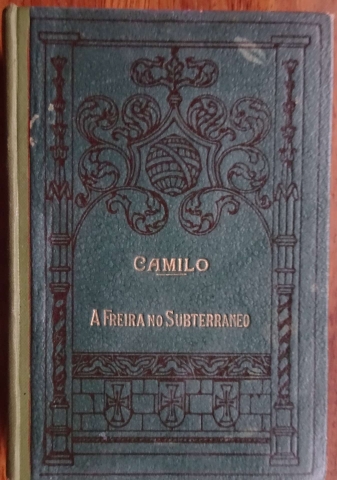 CAMILO
A FREIRA NO SUBTERRANEO